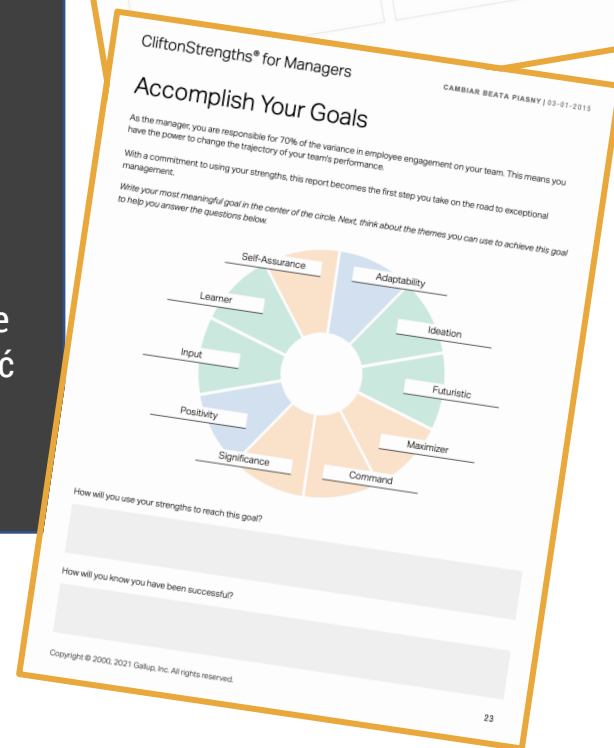 CliftonStrengths® for Managers
CAMBIAR BEATA PIASNY | 03-01-2015
Accomplish Your Goals
As the manager, you are responsible for 70% of the variance in employee engagement on your team. This means you
have the power to change the trajectory of your team's performance.
With a commitment to using your strengths, this report becomes the first step you take on the road to exceptional
management.
Write your most meaningful goal in the center of the circle. Next, think about the themes you can use to achieve this goal
to help you answer the questions below.
Self-Assurance
Adaptability
Learner
Ideation
Input
Futuristic
Positivity
Maximizer
Significance
Command
e
ć
How will you use your strengths to reach this goal?
How will you know you have been successful?
Copyright © 2000, 2021 Gallup, Inc. All rights reserved.
23